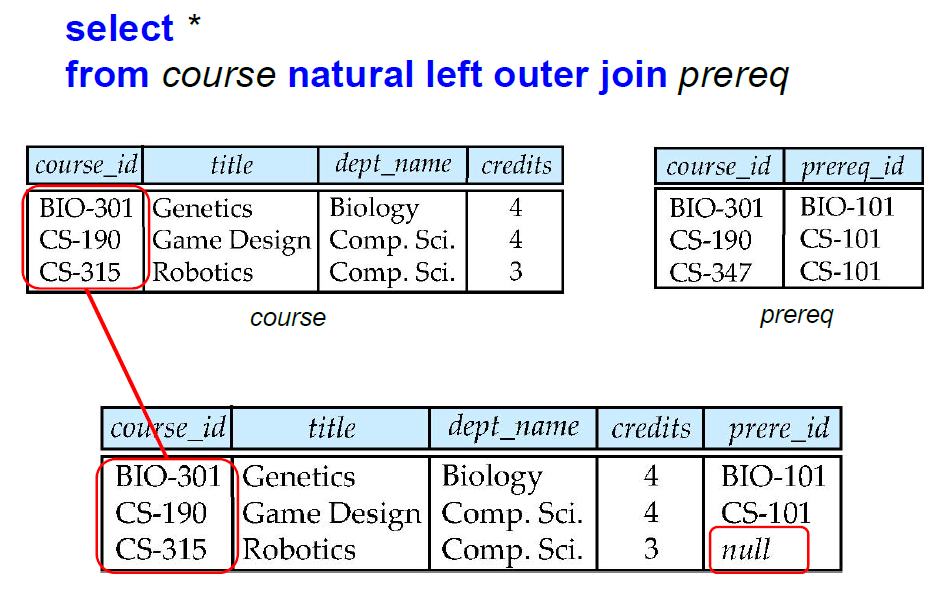 select *
from course natural left outer join prereq
course_id title dept_name credits
BIO-301 Genetics Biology 4
CS-190 Game Design Comp. Sci. 4
CS-315 Robotics Comp. Sci. 3
course
course_id prereq_id
BIO-301 BIO-101
CS-190 CS-101
CS-347 CS-101
prereq
course_id title dept_name credits prere_id
BIO-301 Genetics Biology 4 BIO-101
CS-190 Game Design Comp. Sci. 4 CS-101
CS-315 Robotics Comp. Sci. 3 null